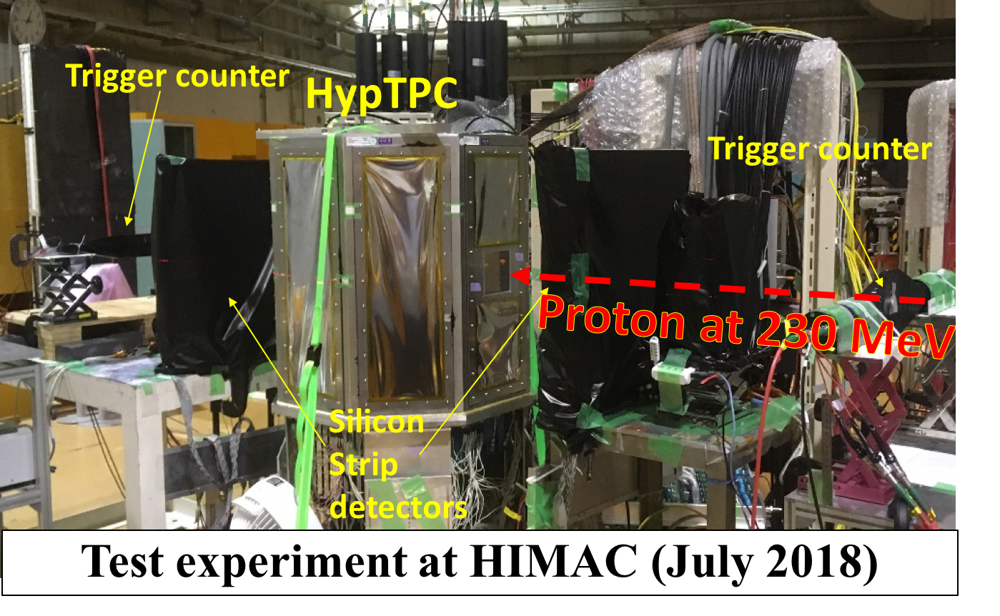 Trigger counter
HypTPC
Trigger counter
Proton at 230 MeV
Silicon
Strip
detectors
Test experiment at HIMAC (July 2018)